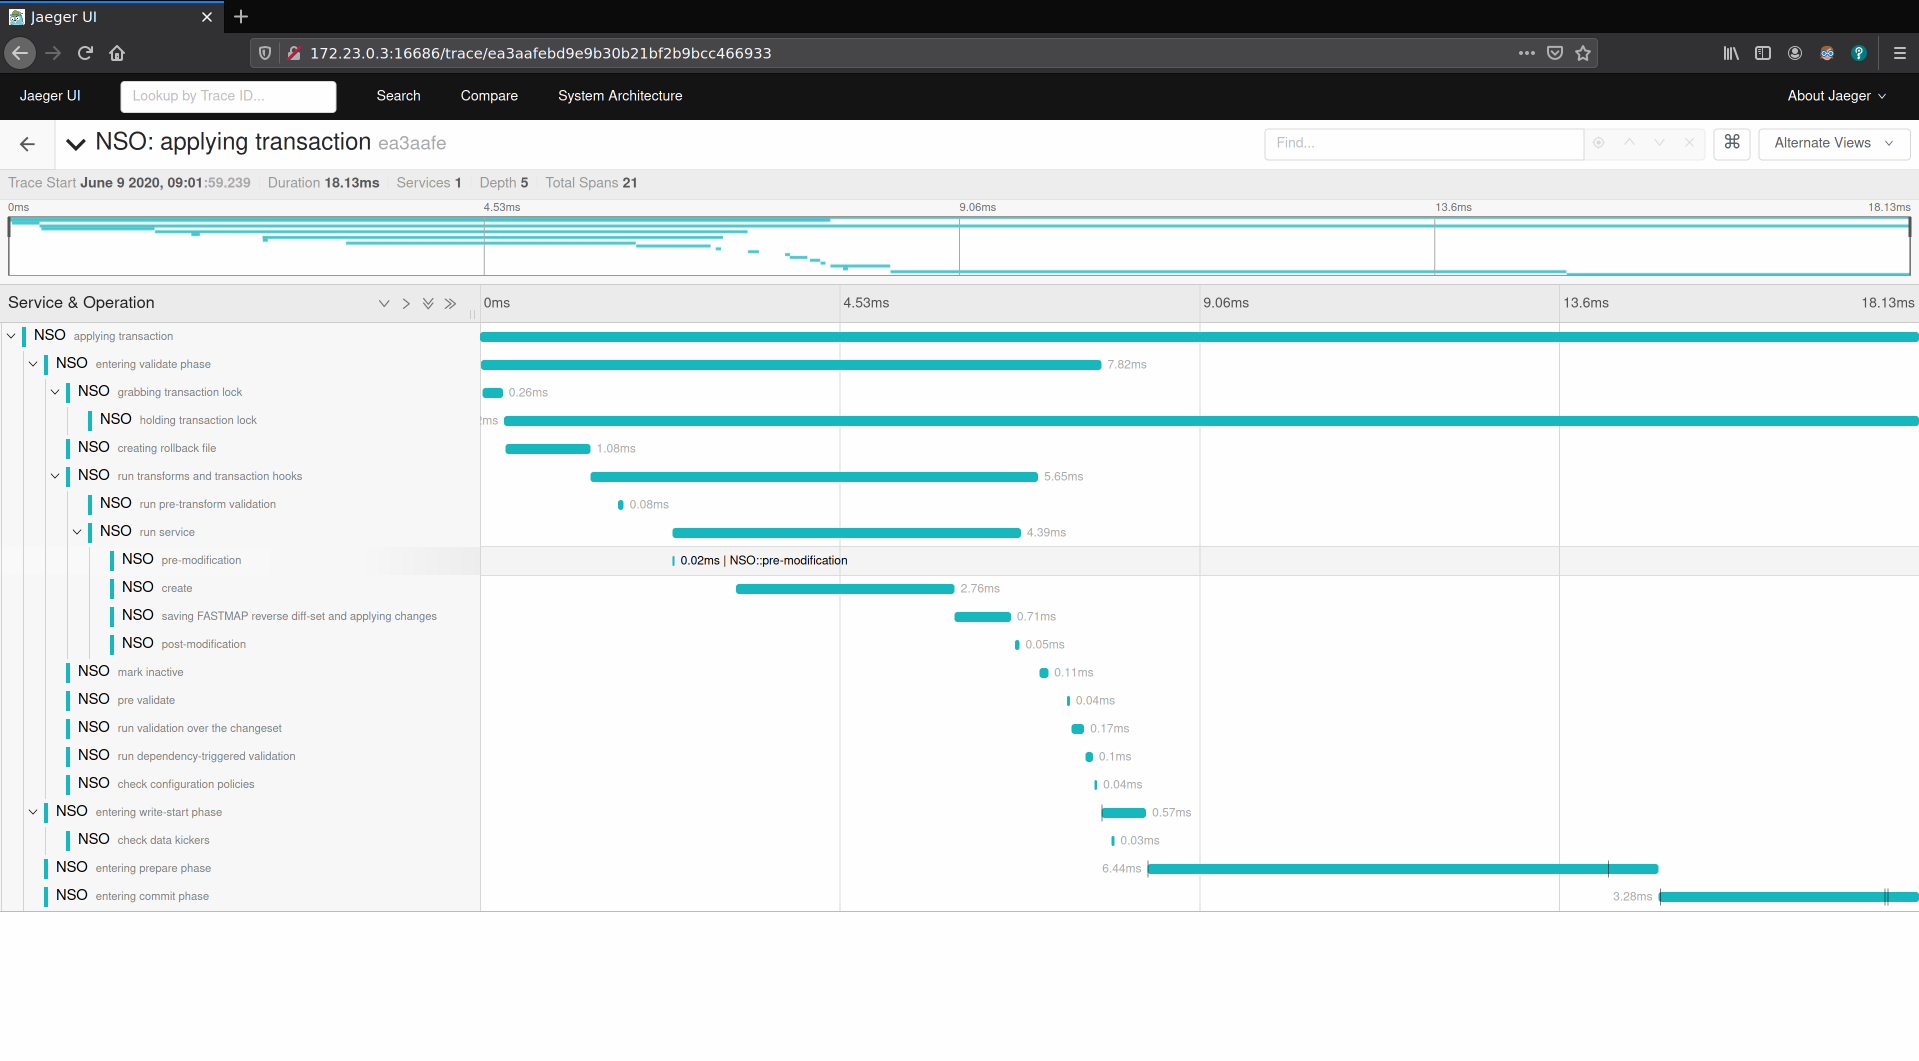 Jaeger UI
172.23.0.3:16686/trace/ea3aafebd9e9b30b21bf2b9bcc466933
Jaeger UI Lookup by Trace ID... Search Compare System Architecture About Jaeger
NSO: applying transaction ea3aafe Find... Alternate Views
Trace Start June 9 2020, 09:01:59.239 Duration 18.13ms Services 1 Depth 5 Total Spans 21
0ms 4.53ms 9.06ms 13.6ms 18.13ms
Service & Operation 0ms 4.53ms 9.06ms 13.6ms 18.13ms
NSO applying transaction
NSO entering validate phase 7.82ms
NSO grabbing transaction lock 0.26ms
NSO holding transaction lock ms
NSO creating rollback file 1.08ms
NSO run transforms and transaction hooks 5.65ms
NSO run pre-transform validation 0.08ms
NSO run service 4.39ms
NSO pre-modification 0.02ms | NSO::pre-modification
NSO create 2.76ms
NSO saving FASTMAP reverse diff-set and applying changes 0.71ms
NSO post-modification 0.05ms
NSO mark inactive 0.11ms
NSO pre validate 0.04ms
NSO run validation over the changeset 0.17ms
NSO run dependency-triggered validation 0.1ms
NSO check configuration policies 0.04ms
NSO entering write-start phase 0.57ms
NSO check data kickers 0.03ms
NSO entering prepare phase 6.44ms
NSO entering commit phase 3.28ms